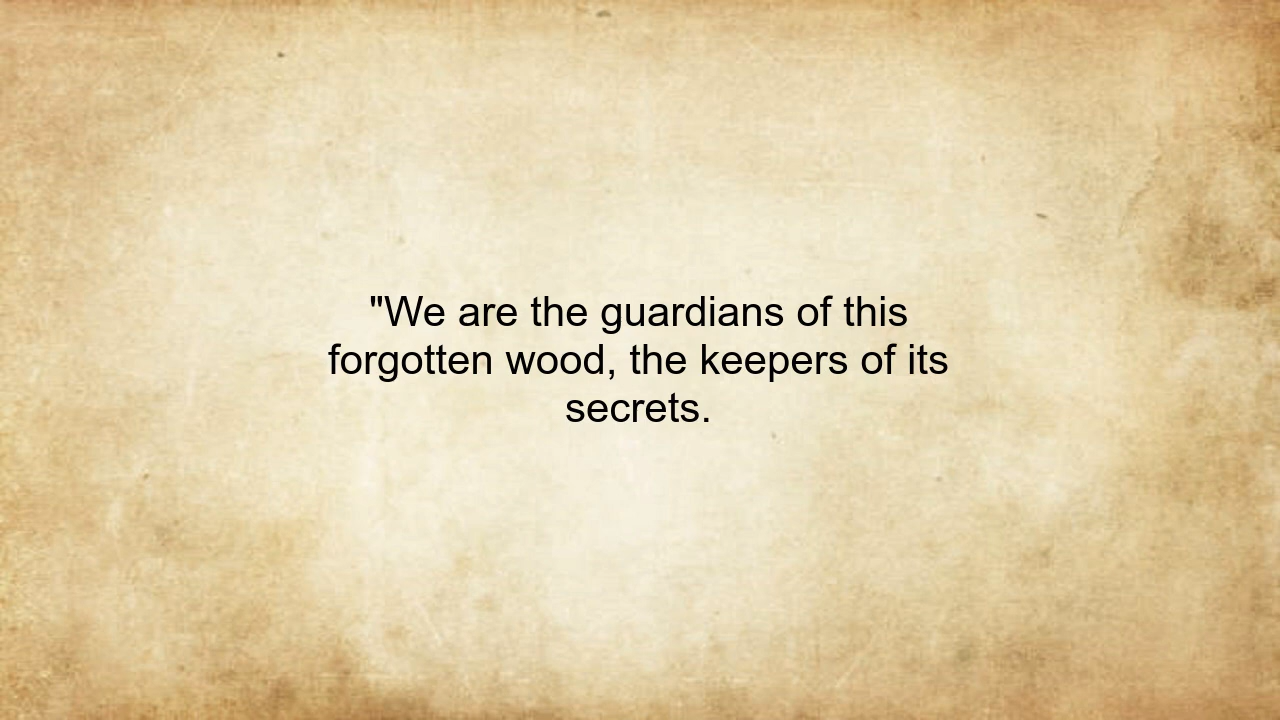 "We are the guardians of this
forgotten wood, the keepers of its
secrets.